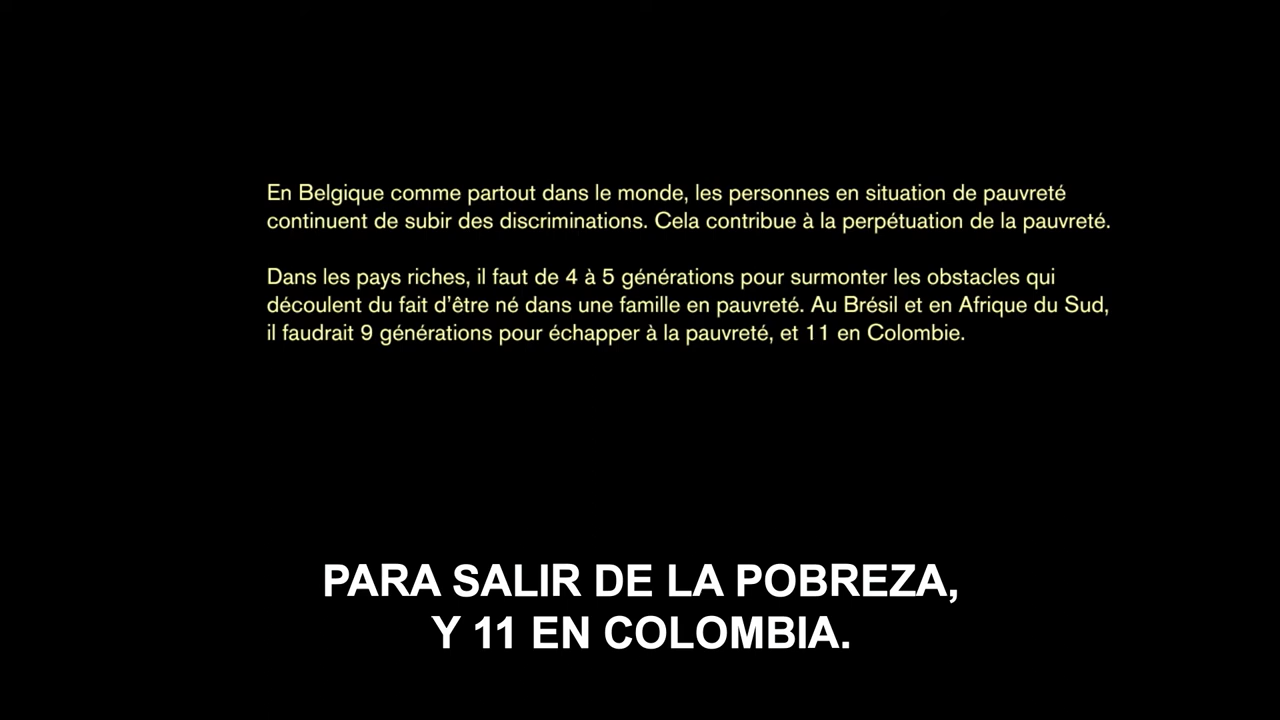 En Belgique comme partout dans le monde, les personnes en situation de pauvreté
continuent de subir des discriminations. Cela contribue à la perpétuation de la pauvreté.
Dans les pays riches, il faut de 4 à 5 générations pour surmonter les obstacles qui
découlent du fait d'être né dans une famille en pauvreté. Au Brésil et en Afrique du Sud,
il faudrait 9 générations pour échapper à la pauvreté, et 11 en Colombie.
PARA SALIR DE LA POBREZA,
Y 11 EN COLOMBIA.